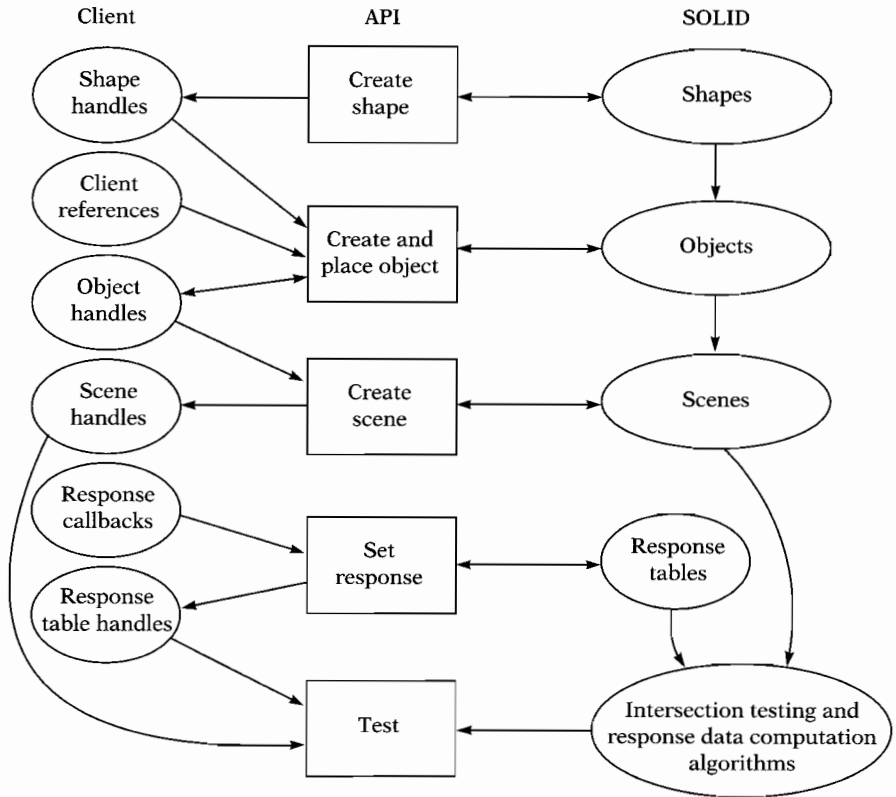 Client
API
SOLID
Shape
handles
Create
shape
Shapes
Client
references
Create and
place object
Objects
Object
handles
Scene
handles
Create
scene
Scenes
Response
callbacks
Set
response
Response
tables
Response
table handles
Test
Intersection testing and
response data computation
algorithms